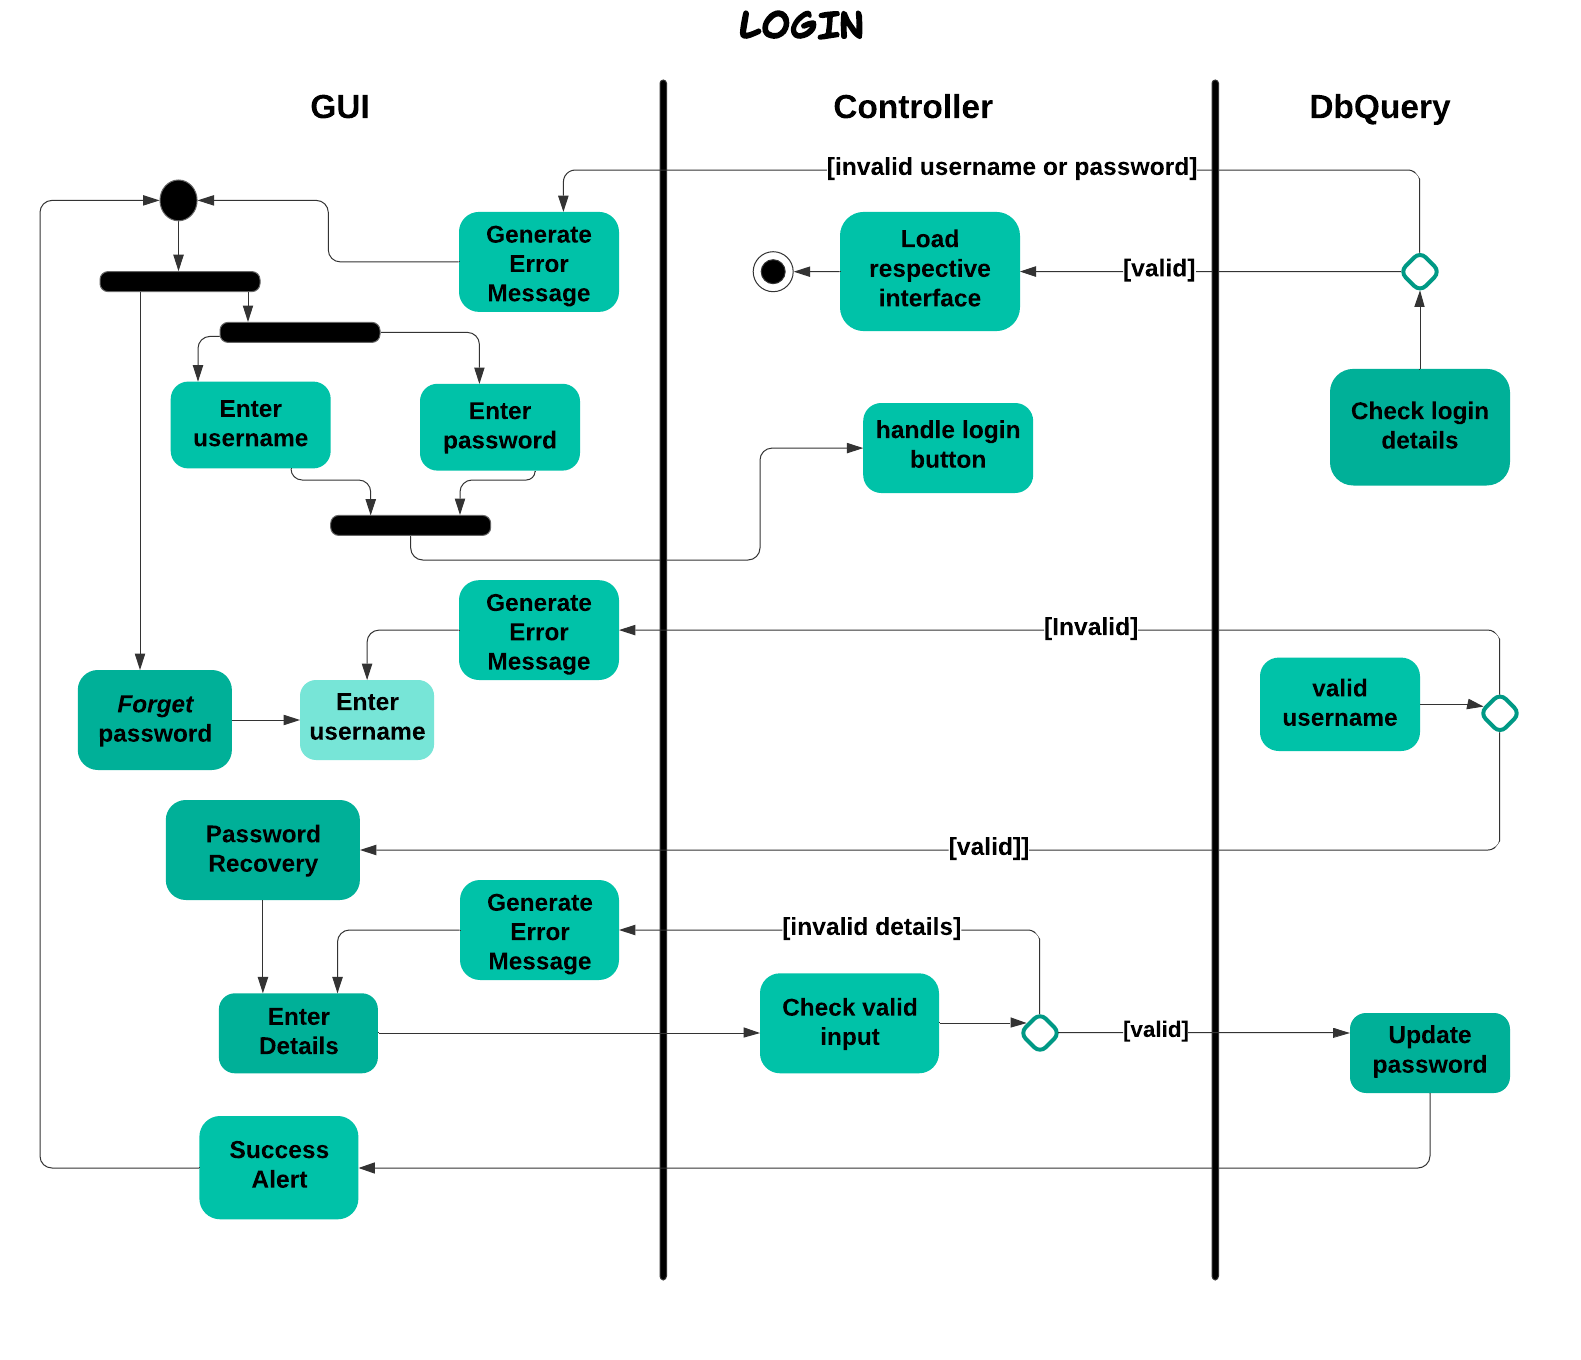 LOGIN
GUI
Controller
DbQuery
[invalid username or password]
Generate
Error
Message
Load
respective
interface
[valid]
Enter
username
Enter
password
handle login
button
Check login
details
Generate
Error
Message
[Invalid]
Forget
password
Enter
username
valid
username
Password
Recovery
[valid]]
Generate
Error
Message
[invalid details]
Enter
Details
Check valid
input
[valid]
Update
password
Success
Alert